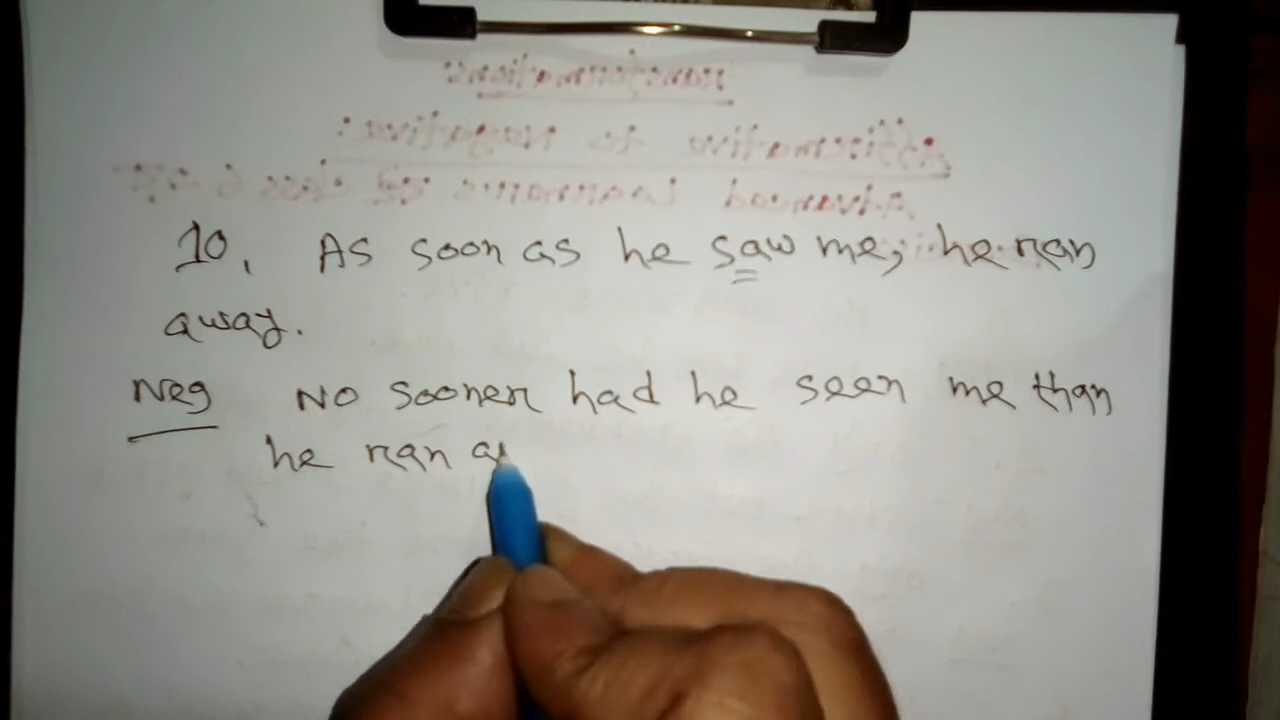 10. As soon as he saw me, he ran
away.
Neg No sooner had he seen me than
he ran a